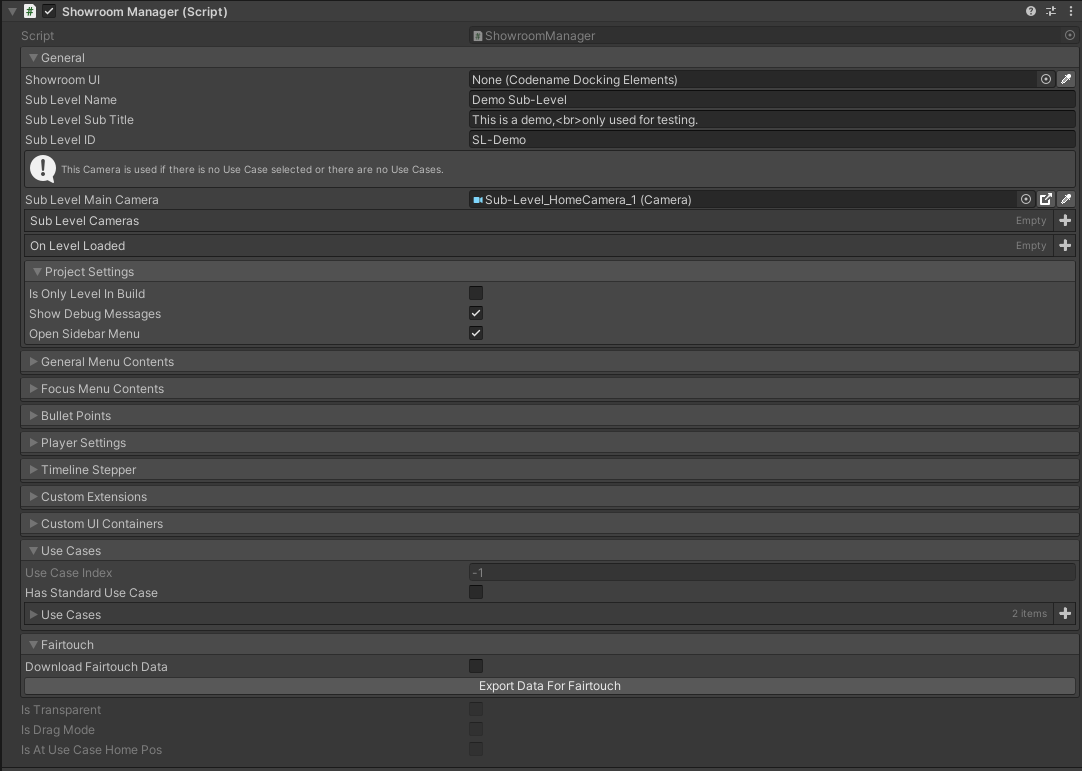 Showroom Manager (Script)
Script ShowroomManager
General
Showroom UI None (Codename Docking Elements)
Sub Level Name Demo Sub-Level
Sub Level Sub Title This is a demo,<br>only used for testing.
Sub Level ID SL-Demo
This Camera is used if there is no Use Case selected or there are no Use Cases.
Sub Level Main Camera Sub-Level_HomeCamera_1 (Camera)
Sub Level Cameras Empty
On Level Loaded Empty
Project Settings
Is Only Level In Build
Show Debug Messages
Open Sidebar Menu
General Menu Contents
Focus Menu Contents
Bullet Points
Player Settings
Timeline Stepper
Custom Extensions
Custom UI Containers
Use Cases
Use Case Index -1
Has Standard Use Case
Use Cases 2 items
Fairtouch
Download Fairtouch Data
Export Data For Fairtouch
Is Transparent
Is Drag Mode
Is At Use Case Home Pos